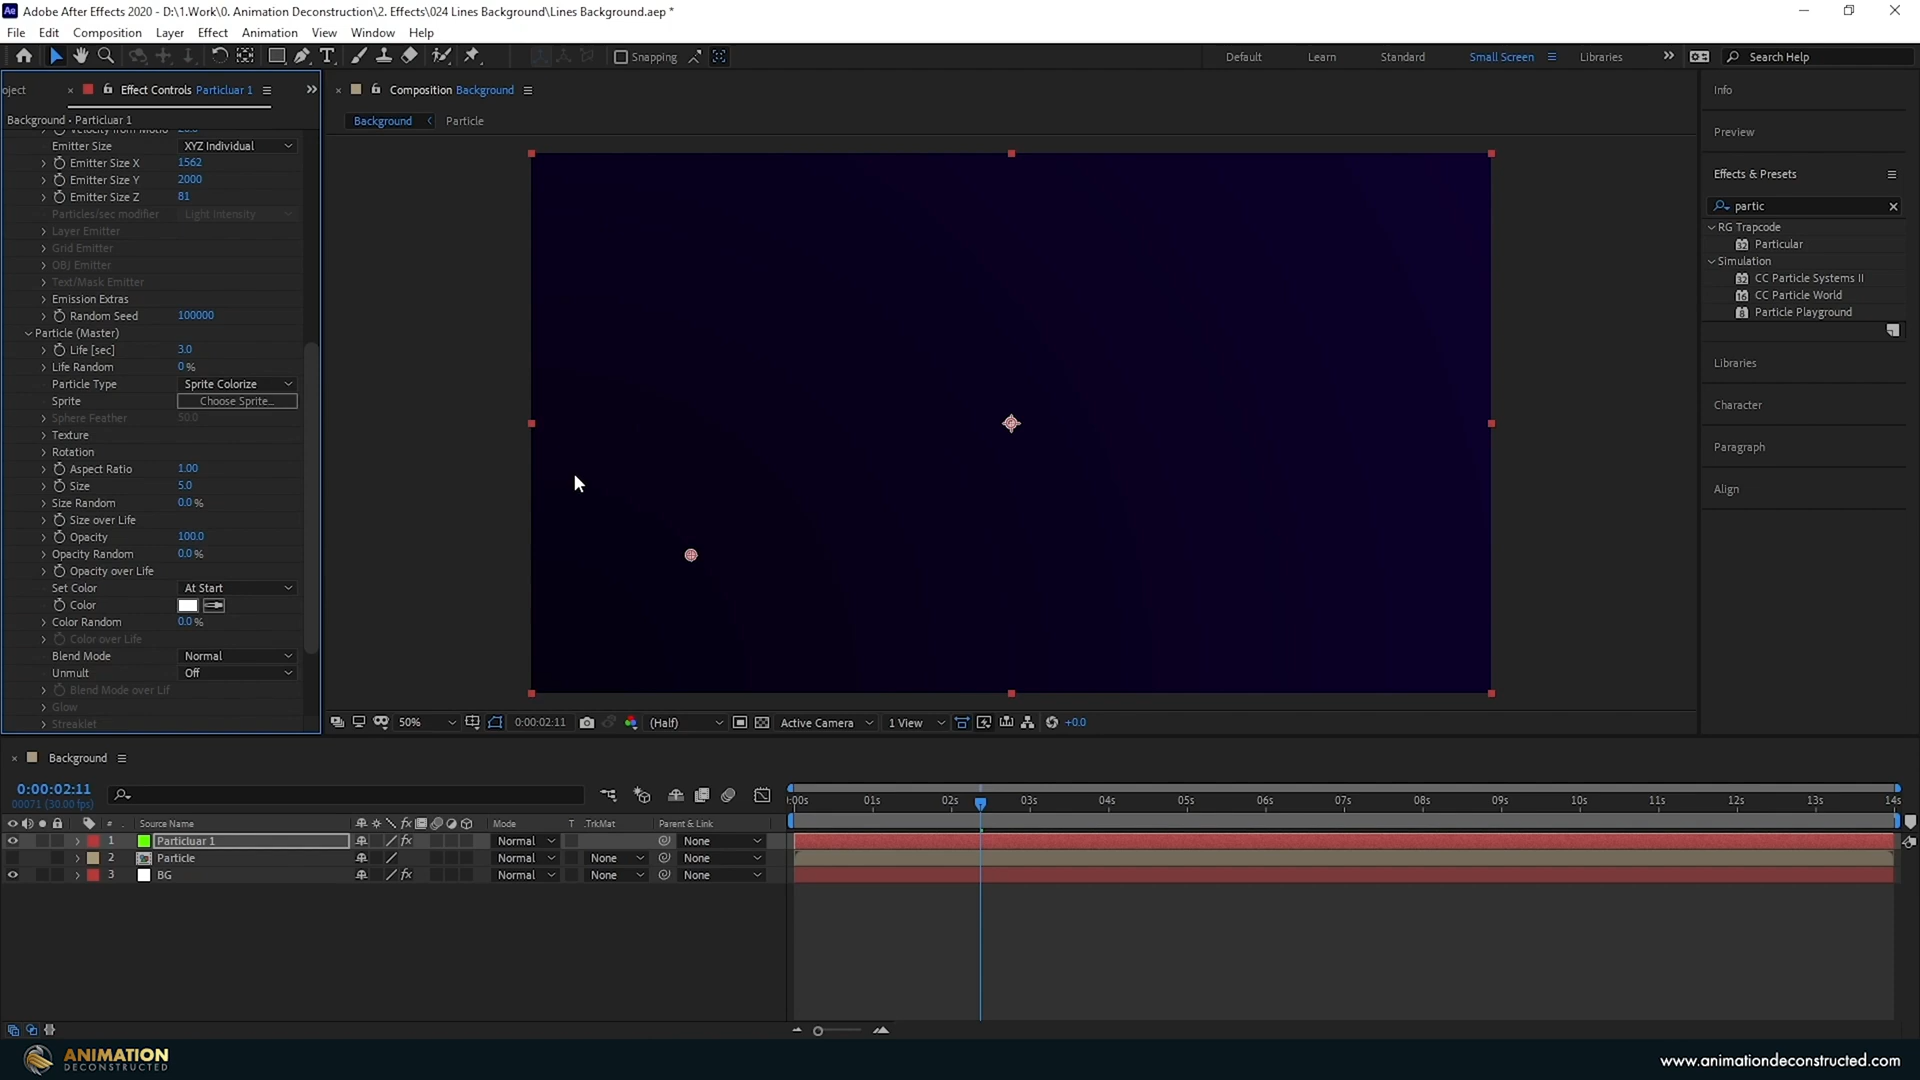 Adobe After Effects 2020 - D:\1.Work\0. Animation Deconstruction\2. Effects\024 Lines Background\Lines Background.aep *
File Edit Composition Layer Effect Animation View Window Help
Snapping Default Learn Standard Small Screen Libraries Search Help
oject Effect Controls Particluar 1
Background • Particluar 1
Velocity from Motio 20.0
Emitter Size XYZ Individual
Emitter Size X 1562
Emitter Size Y 2000
Emitter Size Z 81
Particles/sec modifier Light Intensity
Layer Emitter
Grid Emitter
OBJ Emitter
Text/Mask Emitter
Emission Extras
Random Seed 100000
Particle (Master)
Life [sec] 3.0
Life Random 0 %
Particle Type Sprite Colorize
Sprite Choose Sprite...
Sphere Feather 50.0
Texture
Rotation
Aspect Ratio 1.00
Size 5.0
Size Random 0.0 %
Size over Life
Opacity 100.0
Opacity Random 0.0 %
Opacity over Life
Set Color At Start
Color
Color Random 0.0 %
Color over Life
Blend Mode Normal
Unmult Off
Blend Mode over Lif
Glow
Streaklet
Composition Background
Background Particle
50% 0:00:02:11 (Half) Active Camera 1 View +0.0
Info
Preview
Effects & Presets
partic
RG Trapcode
32 Particular
Simulation
32 CC Particle Systems II
16 CC Particle World
8 Particle Playground
Libraries
Character
Paragraph
Align
Background
0:00:02:11
00071 (30.00 fps)
:00s 01s 02s 03s 04s 05s 06s 07s 08s 09s 10s 11s 12s 13s 14s
# Source Name fx Mode T .TrkMat Parent & Link
1 Particluar 1 fx Normal None
2 Particle Normal None None
3 BG fx Normal None None
ANIMATION
DECONSTRUCTED
www.animationdeconstructed.com